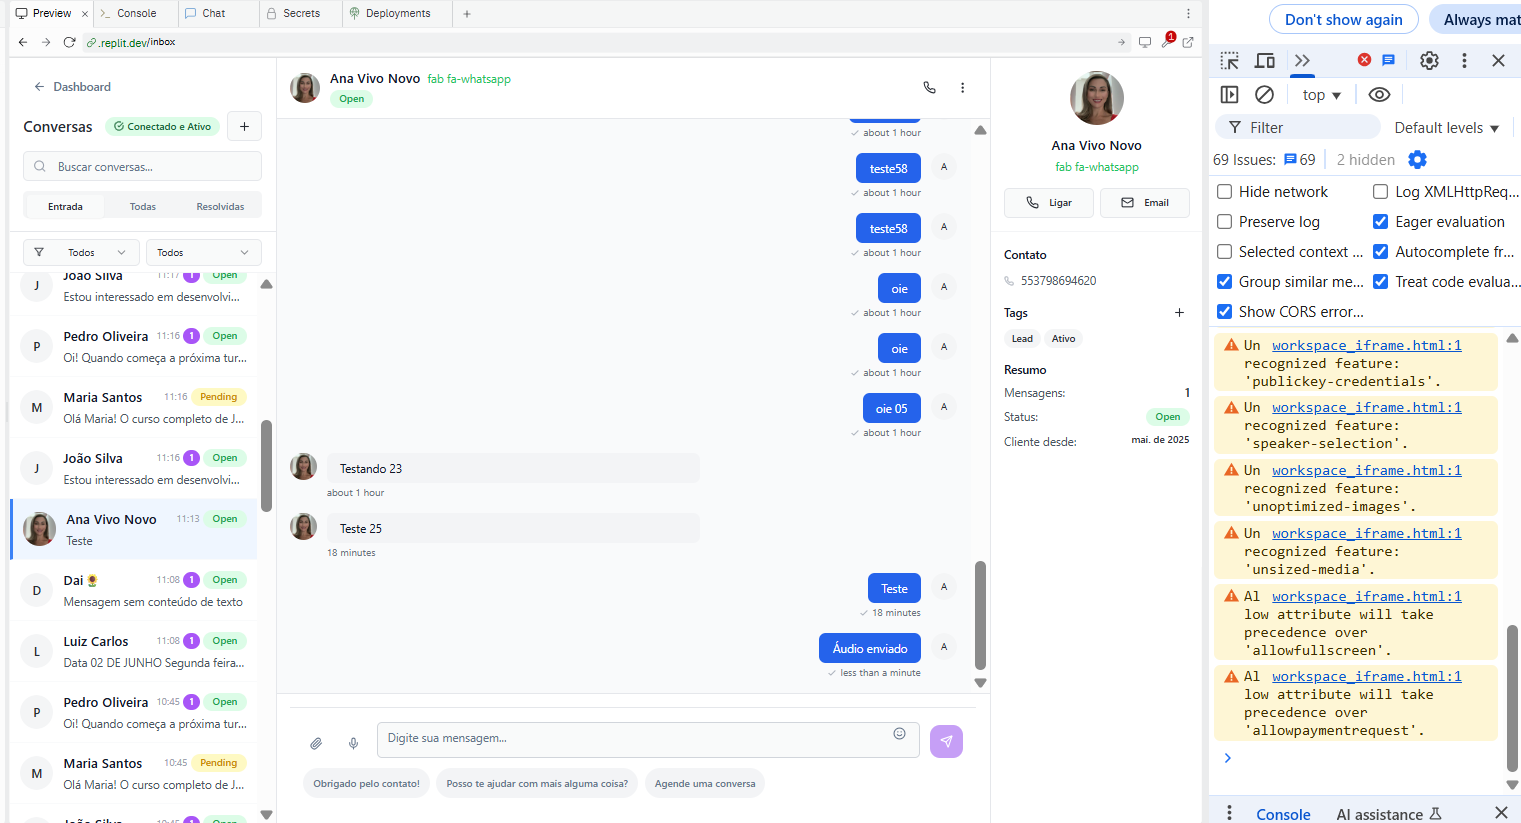 Preview
Console
Chat
Secrets
Deployments
.replit.dev/inbox
1
Dashboard
Conversas
Conectado e Ativo
Buscar conversas...
Entrada
Todas
Resolvidas
Todos
Todos
João Silva 11:17 1 Open
J
Estou interessado em desenvolvi...
Pedro Oliveira 11:16 1 Open
P
Oi! Quando começa a próxima tur...
Maria Santos 11:16 Pending
M
Olá Maria! O curso completo de J...
João Silva 11:16 1 Open
J
Estou interessado em desenvolvi...
Ana Vivo Novo 11:13 Open
Teste
Dai🌻 11:08 1 Open
D
Mensagem sem conteúdo de texto
Luiz Carlos 11:08 1 Open
L
Data 02 DE JUNHO Segunda feira...
Pedro Oliveira 10:45 1 Open
P
Oi! Quando começa a próxima tur...
Maria Santos 10:45 Pending
M
Olá Maria! O curso completo de J...
João Silva 10:45 1 Open
Ana Vivo Novo fab fa-whatsapp
Open
about 1 hour
teste58 A
about 1 hour
teste58 A
about 1 hour
oie A
about 1 hour
oie A
about 1 hour
oie 05 A
about 1 hour
Testando 23
about 1 hour
Teste 25
18 minutes
Teste A
18 minutes
Áudio enviado A
less than a minute
Digite sua mensagem...
Obrigado pelo contato!
Posso te ajudar com mais alguma coisa?
Agende uma conversa
Ana Vivo Novo
fab fa-whatsapp
Ligar
Email
Contato
553798694620
Tags
Lead
Ativo
Resumo
Mensagens: 1
Status: Open
Cliente desde: mai. de 2025
Don't show again
Always mat
top
Filter
Default levels
69 Issues: 69
2 hidden
Hide network
Log XMLHttpReq...
Preserve log
Eager evaluation
Selected context ...
Autocomplete fr...
Group similar me...
Treat code evalua...
Show CORS error...
Un workspace_iframe.html:1
recognized feature:
'publickey-credentials'.
Un workspace_iframe.html:1
recognized feature:
'speaker-selection'.
Un workspace_iframe.html:1
recognized feature:
'unoptimized-images'.
Un workspace_iframe.html:1
recognized feature:
'unsized-media'.
Al workspace_iframe.html:1
low attribute will take
precedence over
'allowfullscreen'.
Al workspace_iframe.html:1
low attribute will take
precedence over
'allowpaymentrequest'.
Console
AI assistance